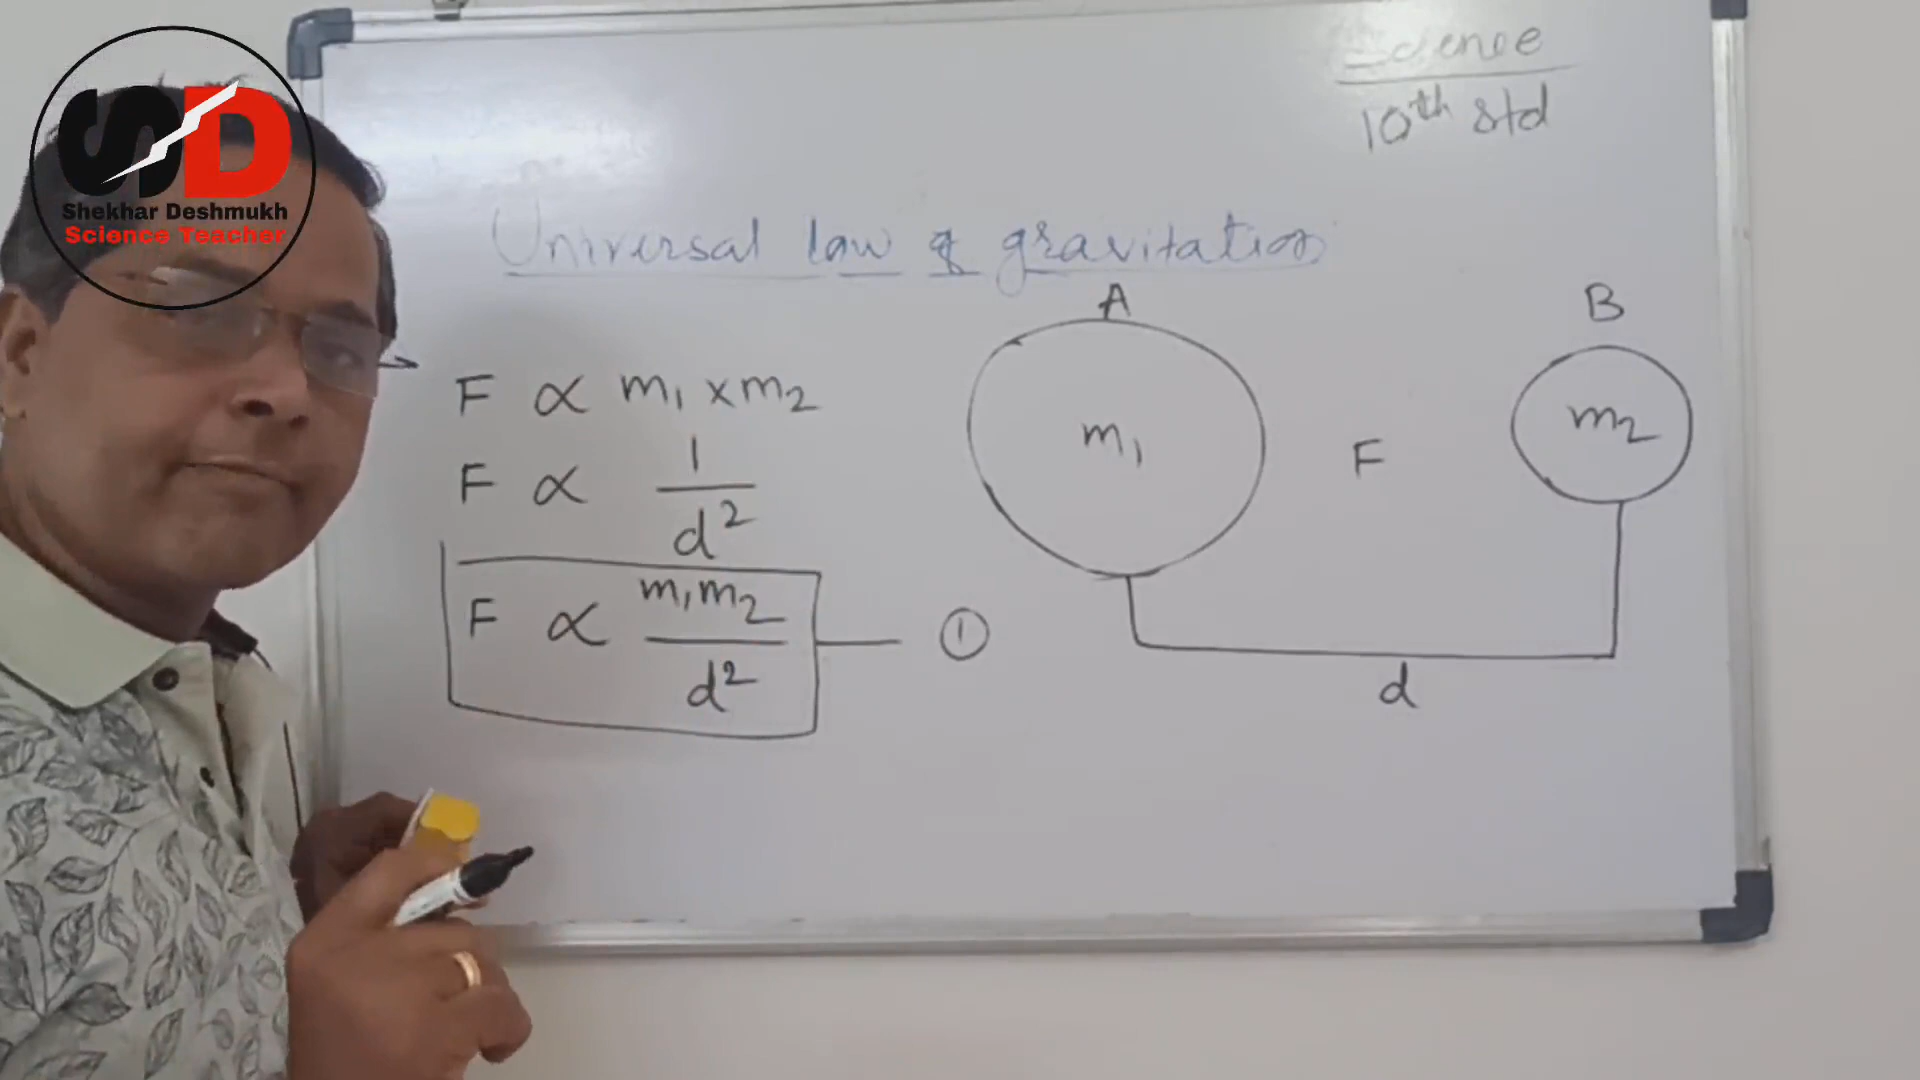 SD
Shekhar Deshmukh
Science Teacher
Science
10th std
Universal law of gravitation
A
B
F ∝ m₁ × m₂
m₁
F
m₂
F ∝ 1/d²
F ∝ m₁m₂/d² — ①
d